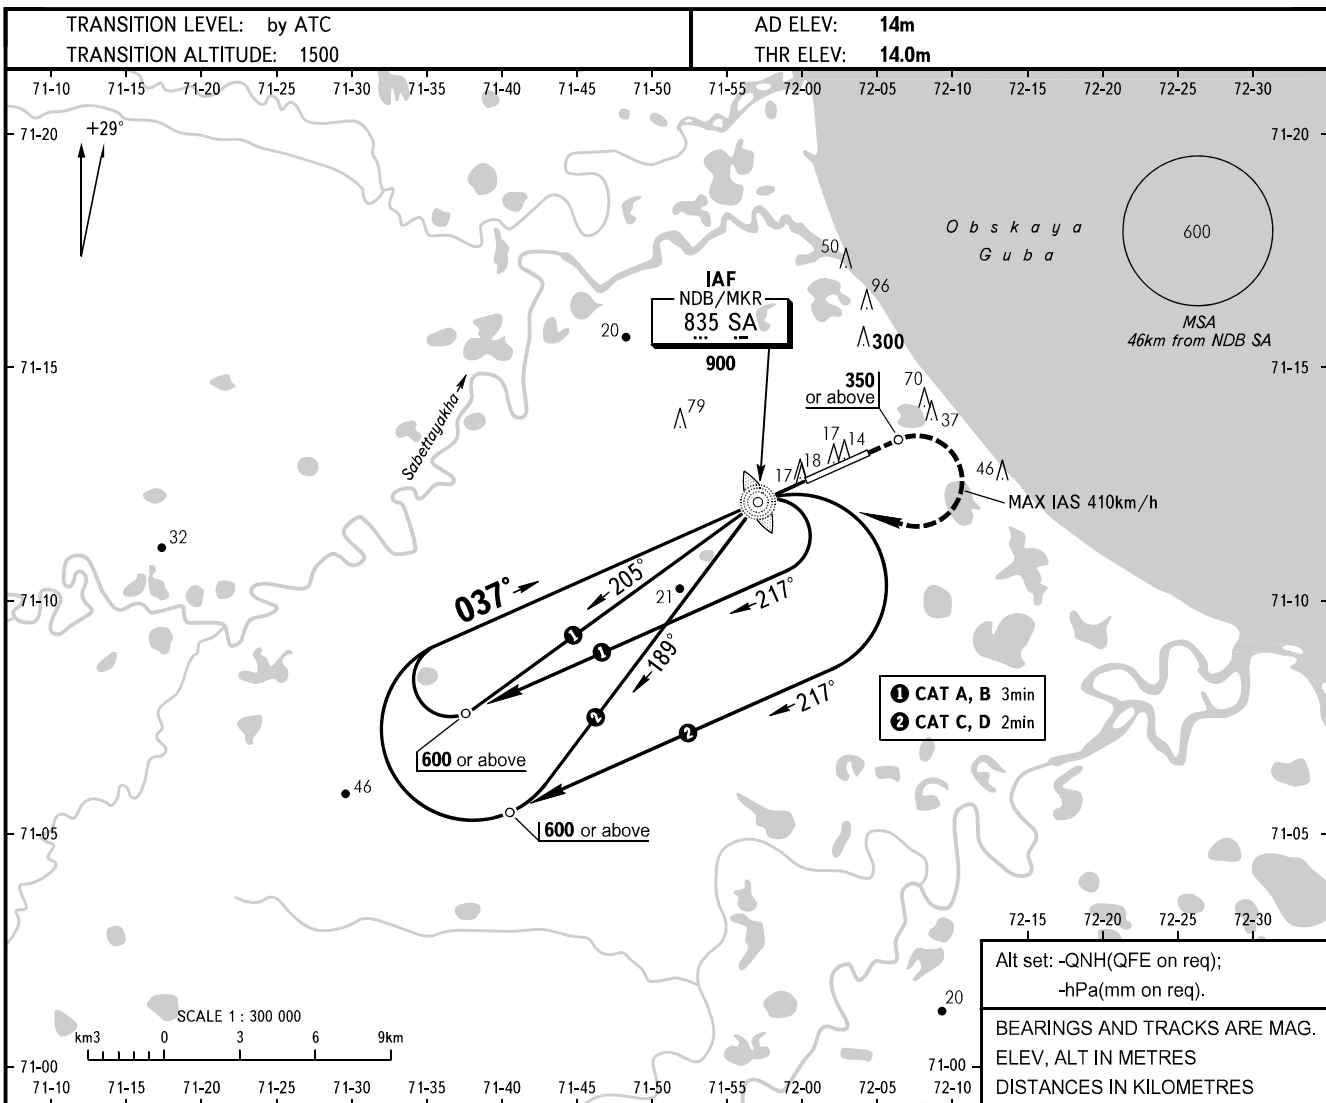 TRANSITION LEVEL: by ATC
TRANSITION ALTITUDE: 1500
AD ELEV: 14m
THR ELEV: 14.0m
71-10 71-15 71-20 71-25 71-30 71-35 71-40 71-45 71-50 71-55 72-00 72-05 72-10 72-15 72-20 72-25 72-30
71-20 71-20
+29°
Obskaya
Guba
600
MSA
46km from NDB SA
50
96
300
IAF
NDB/MKR
835 SA
900
20
71-15 71-15
350
or above
70
37
79
17
14
18
17
46
MAX IAS 410km/h
Sabettayakha
32
037°
205°
21
217°
71-10 71-10
189°
217°
1
1
2
2
1 CAT A, B 3min
2 CAT C, D 2min
600 or above
46
600 or above
71-05 71-05
72-15 72-20 72-25 72-30
Alt set: -QNH(QFE on req);
-hPa(mm on req).
20
SCALE 1 : 300 000
km3 0 3 6 9km
BEARINGS AND TRACKS ARE MAG.
ELEV, ALT IN METRES
DISTANCES IN KILOMETRES
71-00 71-00
71-10 71-15 71-20 71-25 71-30 71-35 71-40 71-45 71-50 71-55 72-00 72-05 72-10